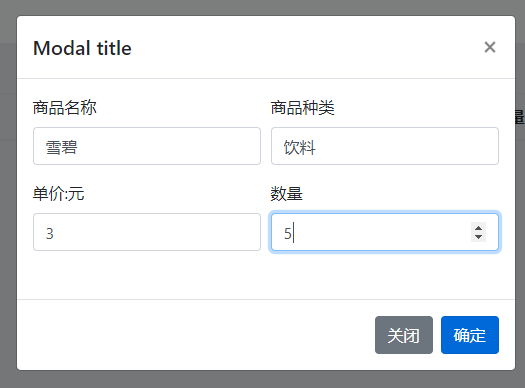 Modal title ×
商品名称 商品种类
雪碧 饮料
单价:元 数量
3 5
关闭 确定
量